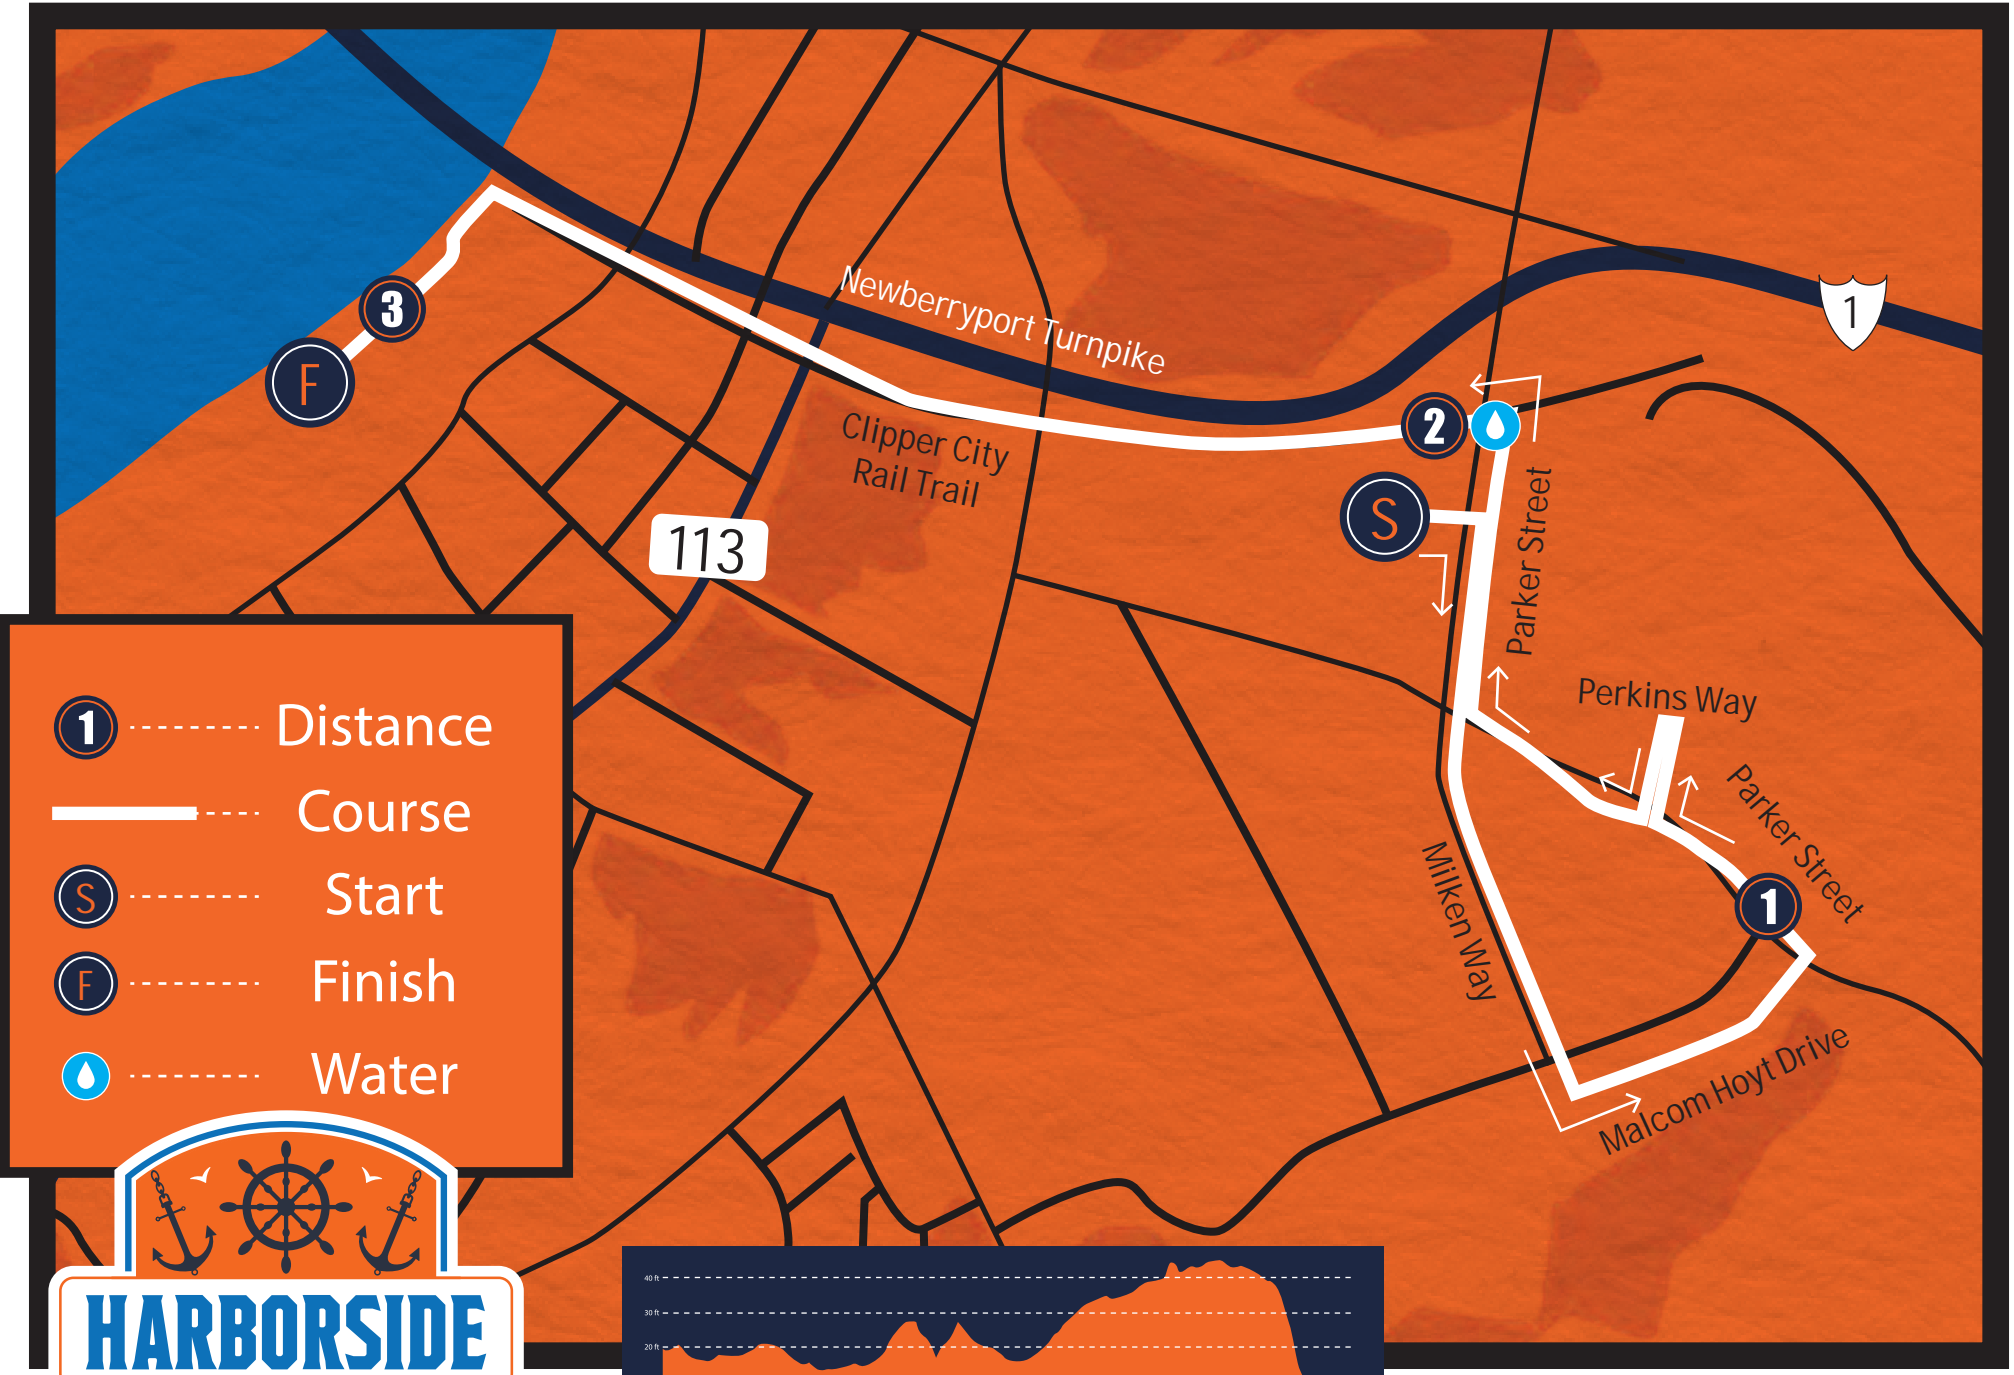 Newberryport Turnpike
1
3
F
2
Clipper City
Rail Trail
S
Parker Street
113
Perkins Way
Parker Street
1
Milken Way
Malcom Hoyt Drive
1 Distance
Course
S Start
F Finish
Water
HARBORSIDE
40 ft
30 ft
20 ft